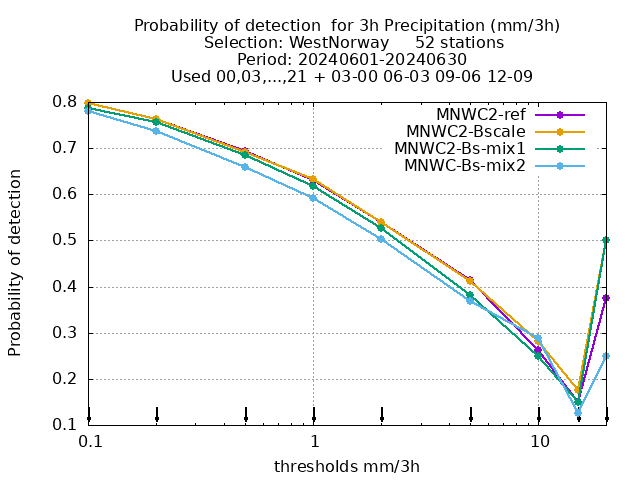 Probability of detection  for 3h Precipitation (mm/3h)
Selection: WestNorway     52 stations
Period: 20240601-20240630
Used 00,03,...,21 + 03-00 06-03 09-06 12-09
MNWC2-ref
MNWC2-Bscale
MNWC2-Bs-mix1
MNWC-Bs-mix2
Probability of detection
0.8
0.7
0.6
0.5
0.4
0.3
0.2
0.1
0.1 1 10
thresholds mm/3h